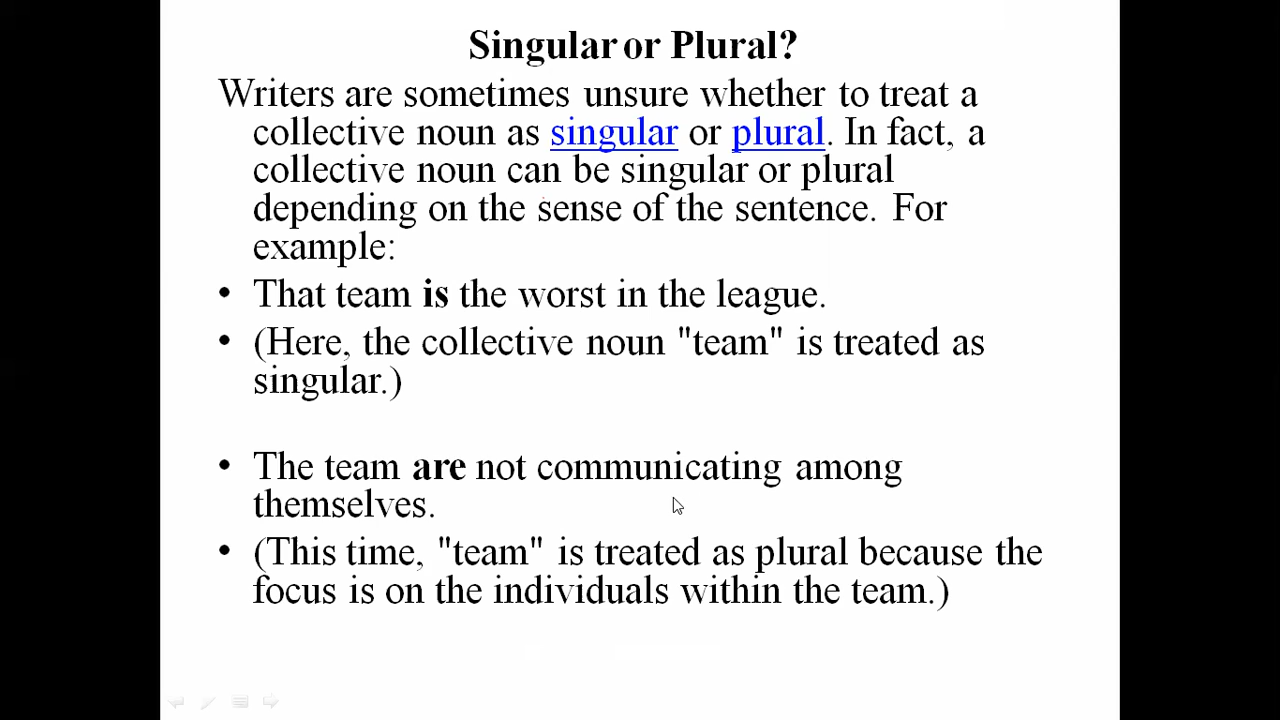 Singular or Plural?
Writers are sometimes unsure whether to treat a
collective noun as singular or plural. In fact, a
collective noun can be singular or plural
depending on the sense of the sentence. For
example:
• That team is the worst in the league.
• (Here, the collective noun "team" is treated as
singular.)
• The team are not communicating among
themselves.
• (This time, "team" is treated as plural because the
focus is on the individuals within the team.)